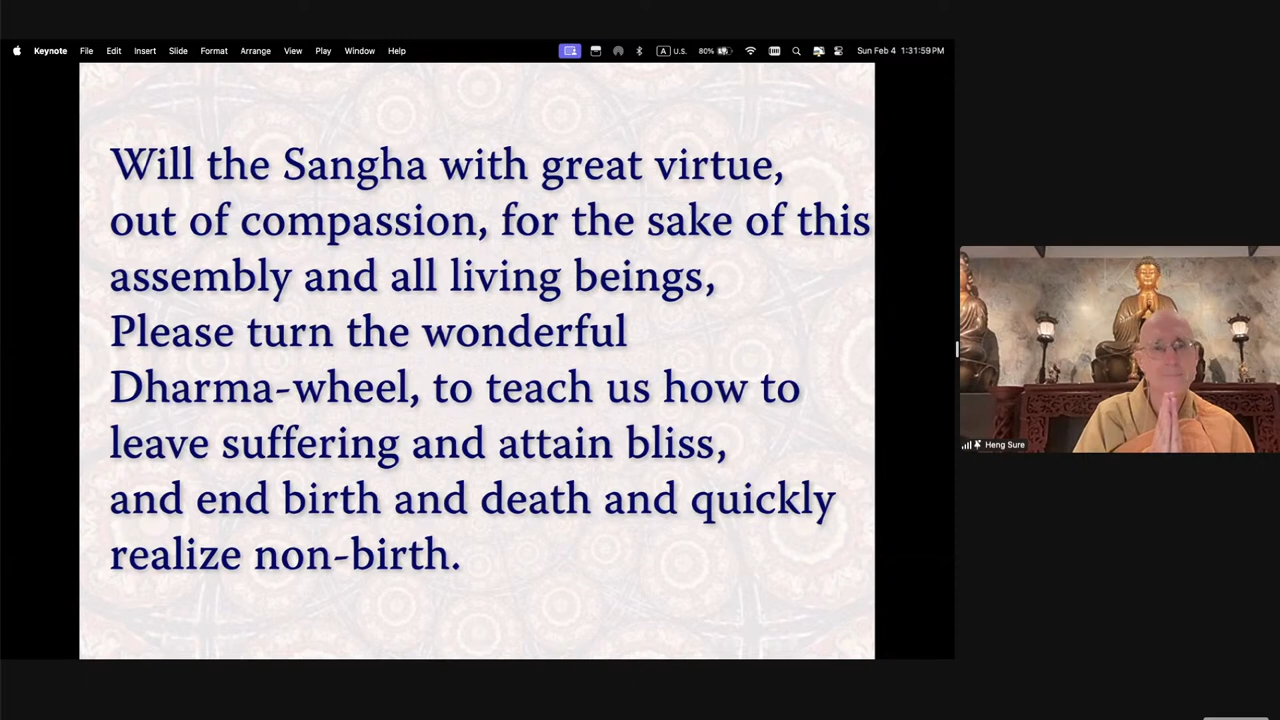 Keynote File Edit Insert Slide Format Arrange View Play Window Help A U.S. 80% Sun Feb 4 1:31:59 PM
Will the Sangha with great virtue,
out of compassion, for the sake of this
assembly and all living beings,
Please turn the wonderful
Dharma-wheel, to teach us how to
leave suffering and attain bliss,
and end birth and death and quickly
realize non-birth.
Heng Sure